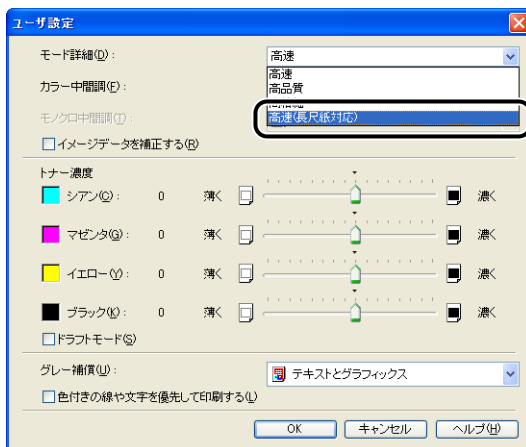 ユーザ設定
モード詳細(D):
高速
高速
高品質
カラー中間調(F):
高速(長尺紙対応)
モノクロ中間調(T):
イメージデータを補正する(R)
トナー濃度
シアン(C): 0 薄く 濃く
マゼンタ(G): 0 薄く 濃く
イエロー(Y): 0 薄く 濃く
ブラック(K): 0 薄く 濃く
ドラフトモード(S)
グレー補償(U): テキストとグラフィックス
色付きの線や文字を優先して印刷する(L)
OK キャンセル ヘルプ(H)